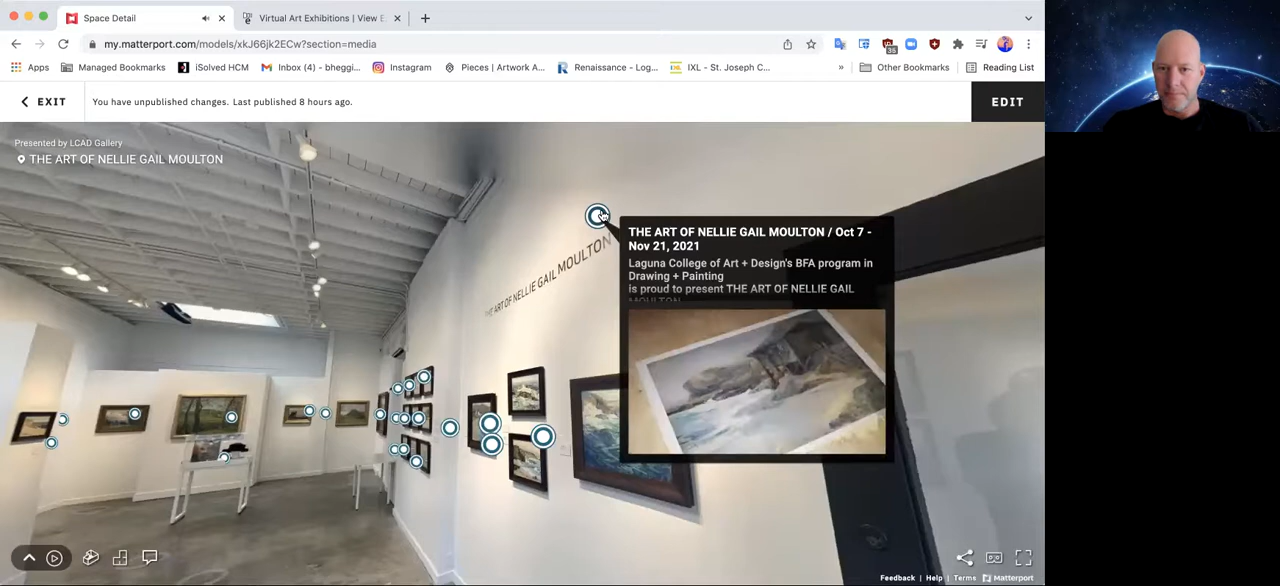 Space Detail
Virtual Art Exhibitions | View E
my.matterport.com/models/xkJ66jk2ECw?section=media
35
Apps
Managed Bookmarks
iSolved HCM
Inbox (4) - bheggi...
Instagram
Pieces | Artwork A...
Renaissance - Log...
IXL
IXL - St. Joseph C...
»
Other Bookmarks
Reading List
EXIT
You have unpublished changes. Last published 8 hours ago.
EDIT
Presented by LCAD Gallery
THE ART OF NELLIE GAIL MOULTON
THE ART OF NELLIE GAIL MOULTON
THE ART OF NELLIE GAIL MOULTON / Oct 7 -
Nov 21, 2021
Laguna College of Art + Design's BFA program in
Drawing + Painting
is proud to present THE ART OF NELLIE GAIL
MOULTON
Feedback | Help | Terms Matterport